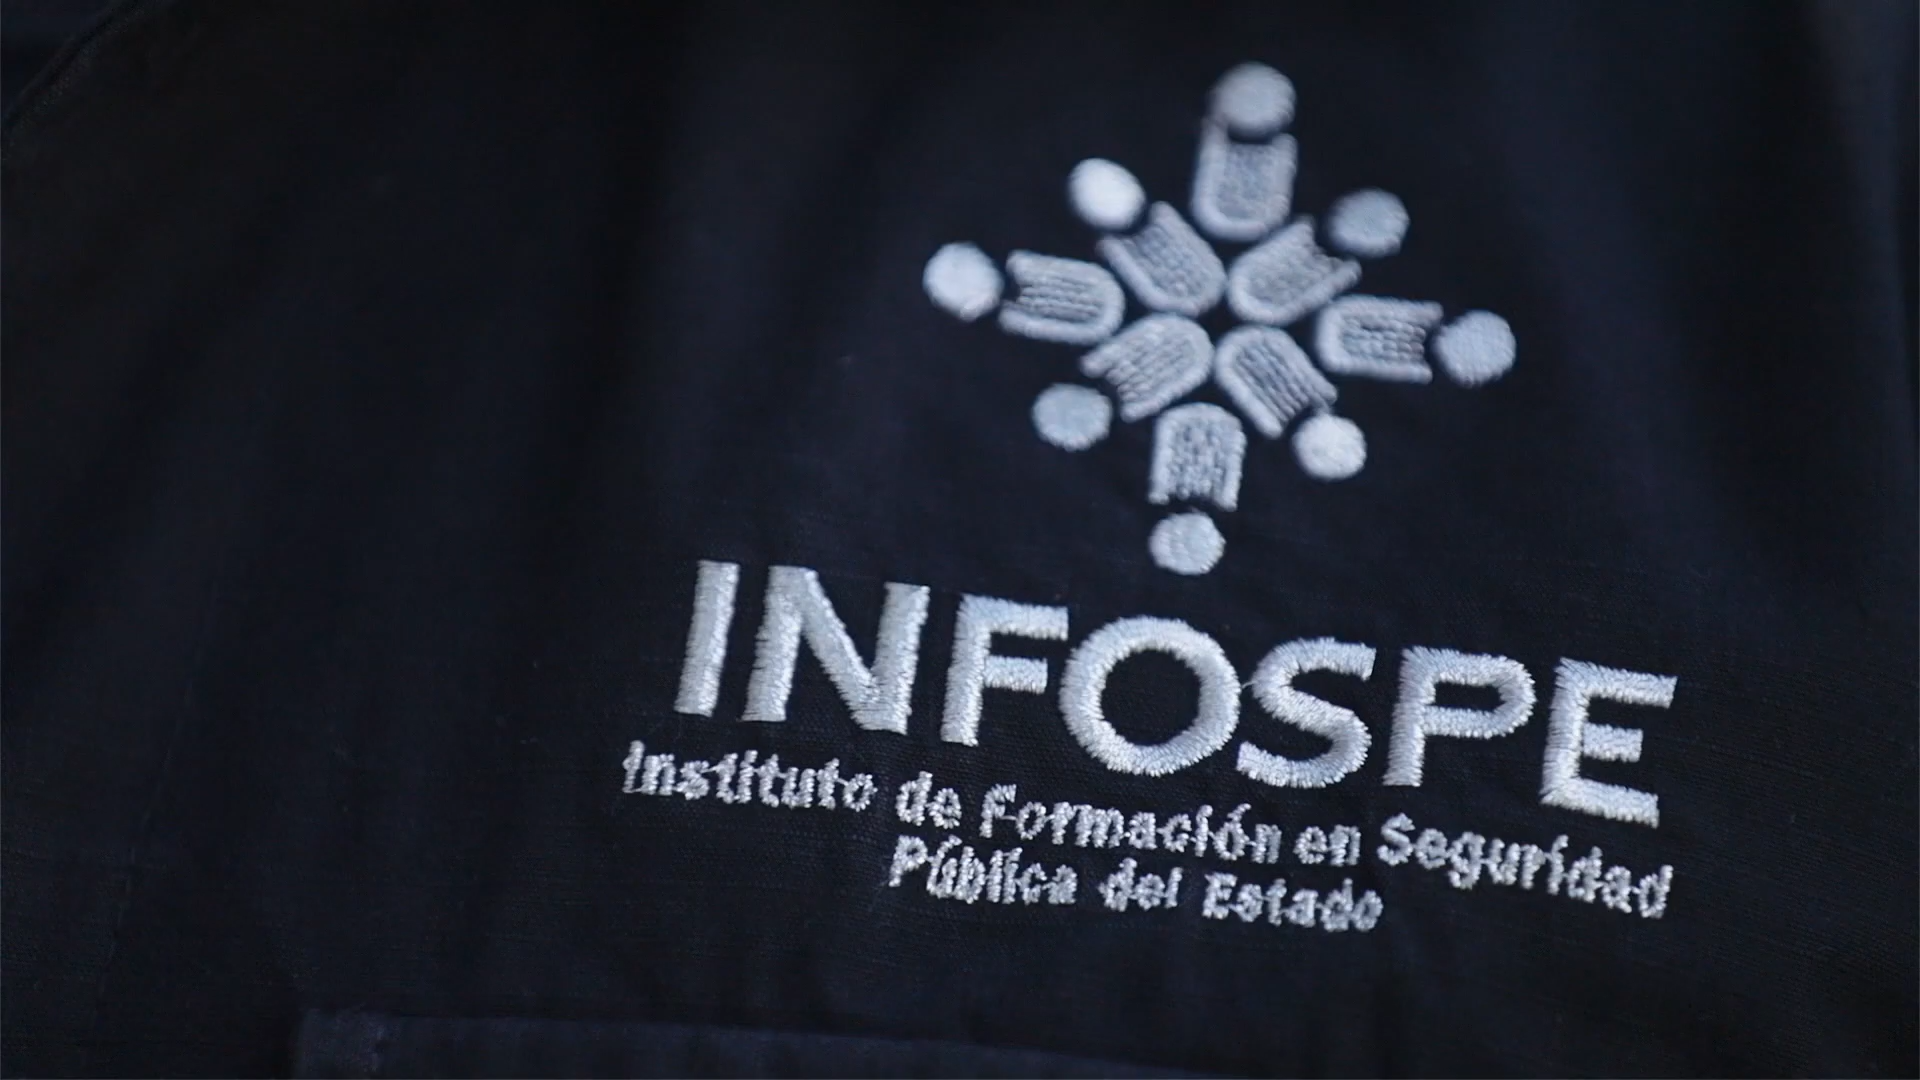 INFOSPE
Instituto de Formación en Seguridad
Pública del Estado